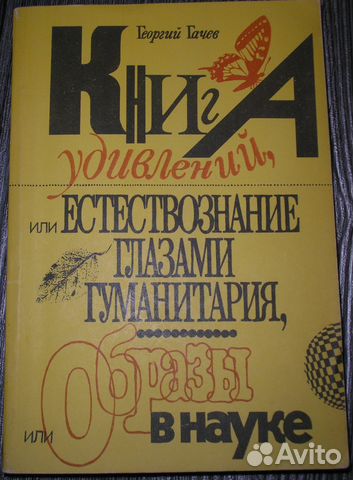 Георгий Гачев
КНИГА
удивлений,
или ЕСТЕСТВОЗНАНИЕ
ГЛАЗАМИ
ГУМАНИТАРИЯ,
или Образы
в науке
Avito